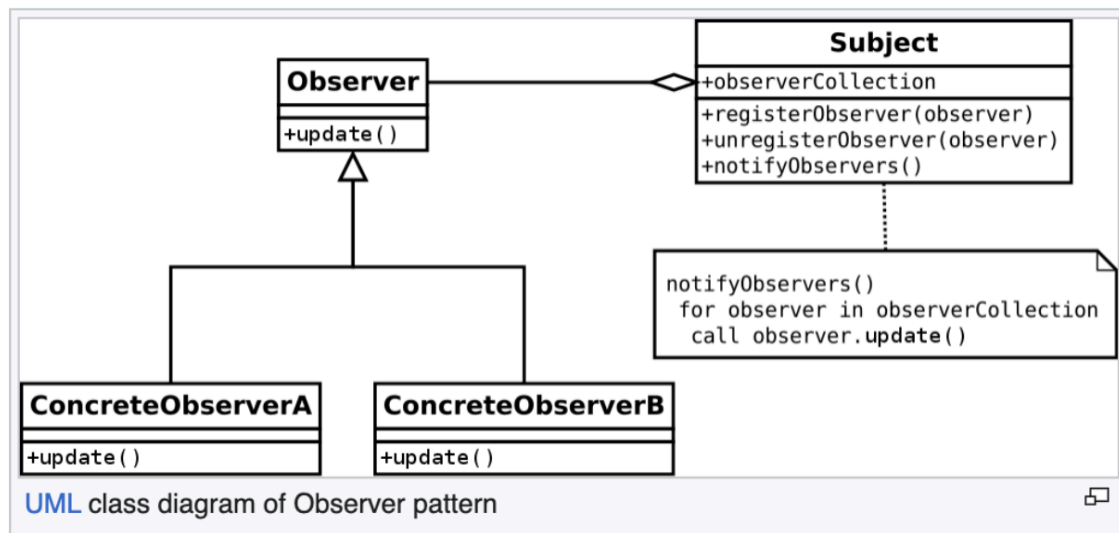 Observer
+update()
Subject
+observerCollection
+registerObserver(observer)
+unregisterObserver(observer)
+notifyObservers()
notifyObservers()
for observer in observerCollection
call observer.update()
ConcreteObserverA
+update()
ConcreteObserverB
+update()
UML class diagram of Observer pattern